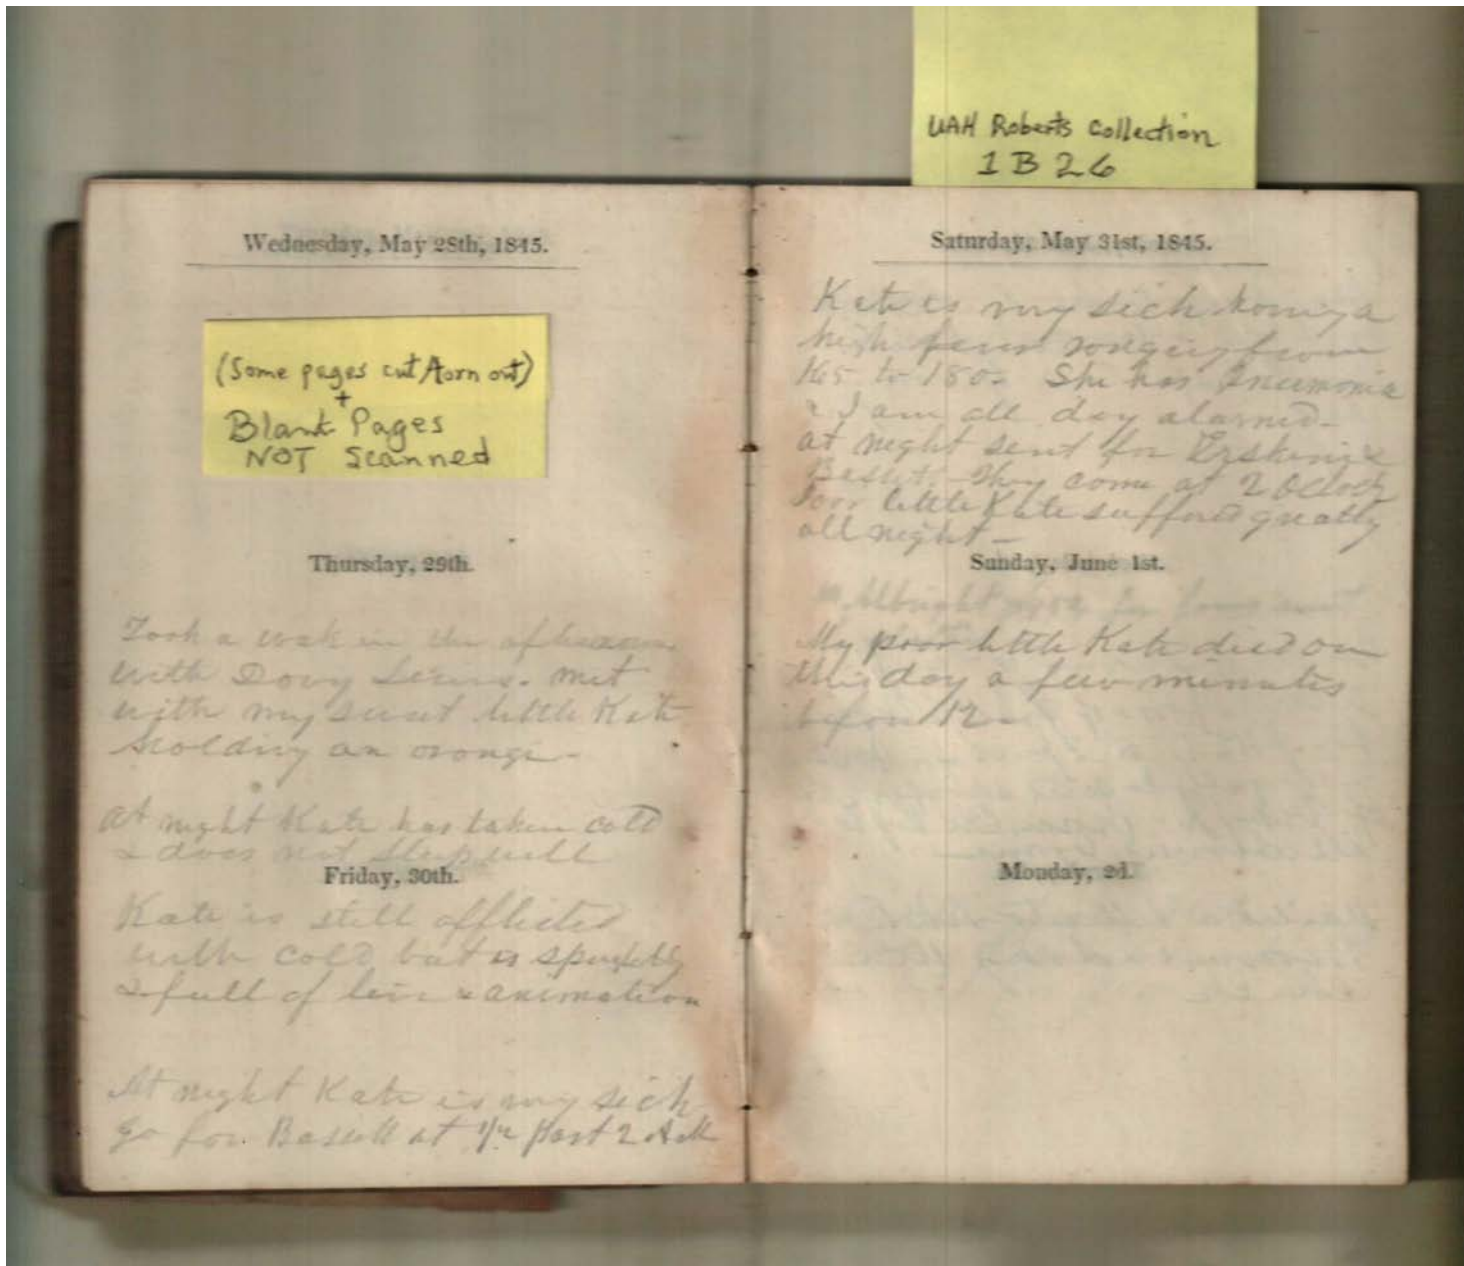 UAH Roberts Collection
1B26
Wednesday, May 28th, 1845.
(Some pages cut/torn out)
+
Blank Pages
NOT Scanned
Thursday, 29th.
Took a walk in the afternoon
with Dovy Lewis. Met
with my sweet little Kate
holding an orange -
At night Kate has taken cold
& does not sleep well
Friday, 30th.
Kate is still afflicted
with cold but is sprightly
& full of life & animation
At night Kate is very sick
go for Bassett at 1/2 past 2
Saturday, May 31st, 1845.
Kate is very sick having a
high fever ranging from
165 to 180. She has Pneumonia
& I am all day alarmed -
at night sent for Erskine &
Bassett. They come at 2 Oclock
Poor little Kate suffered greatly
all night -
Sunday, June 1st.
My poor little Kate died on
this day a few minutes
before 12 -
Monday, 2d.